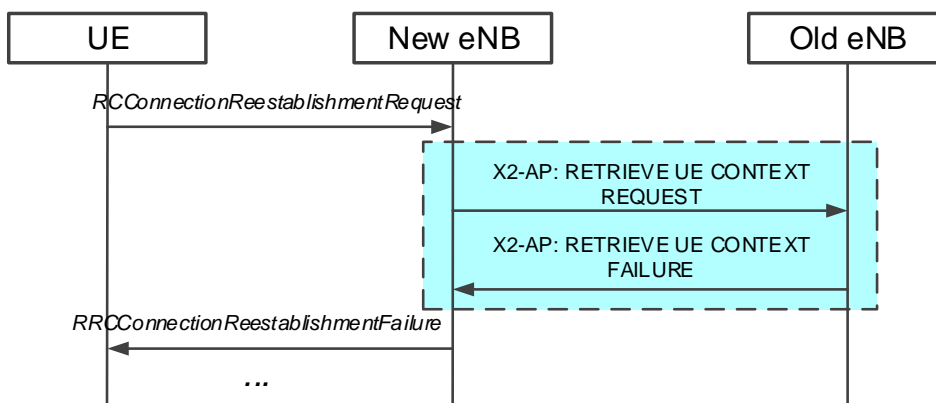 UE
New eNB
Old eNB
RCConnectionReestablishmentRequest
X2-AP: RETRIEVE UE CONTEXT
REQUEST
X2-AP: RETRIEVE UE CONTEXT
FAILURE
RRCConnectionReestablishmentFailure
...